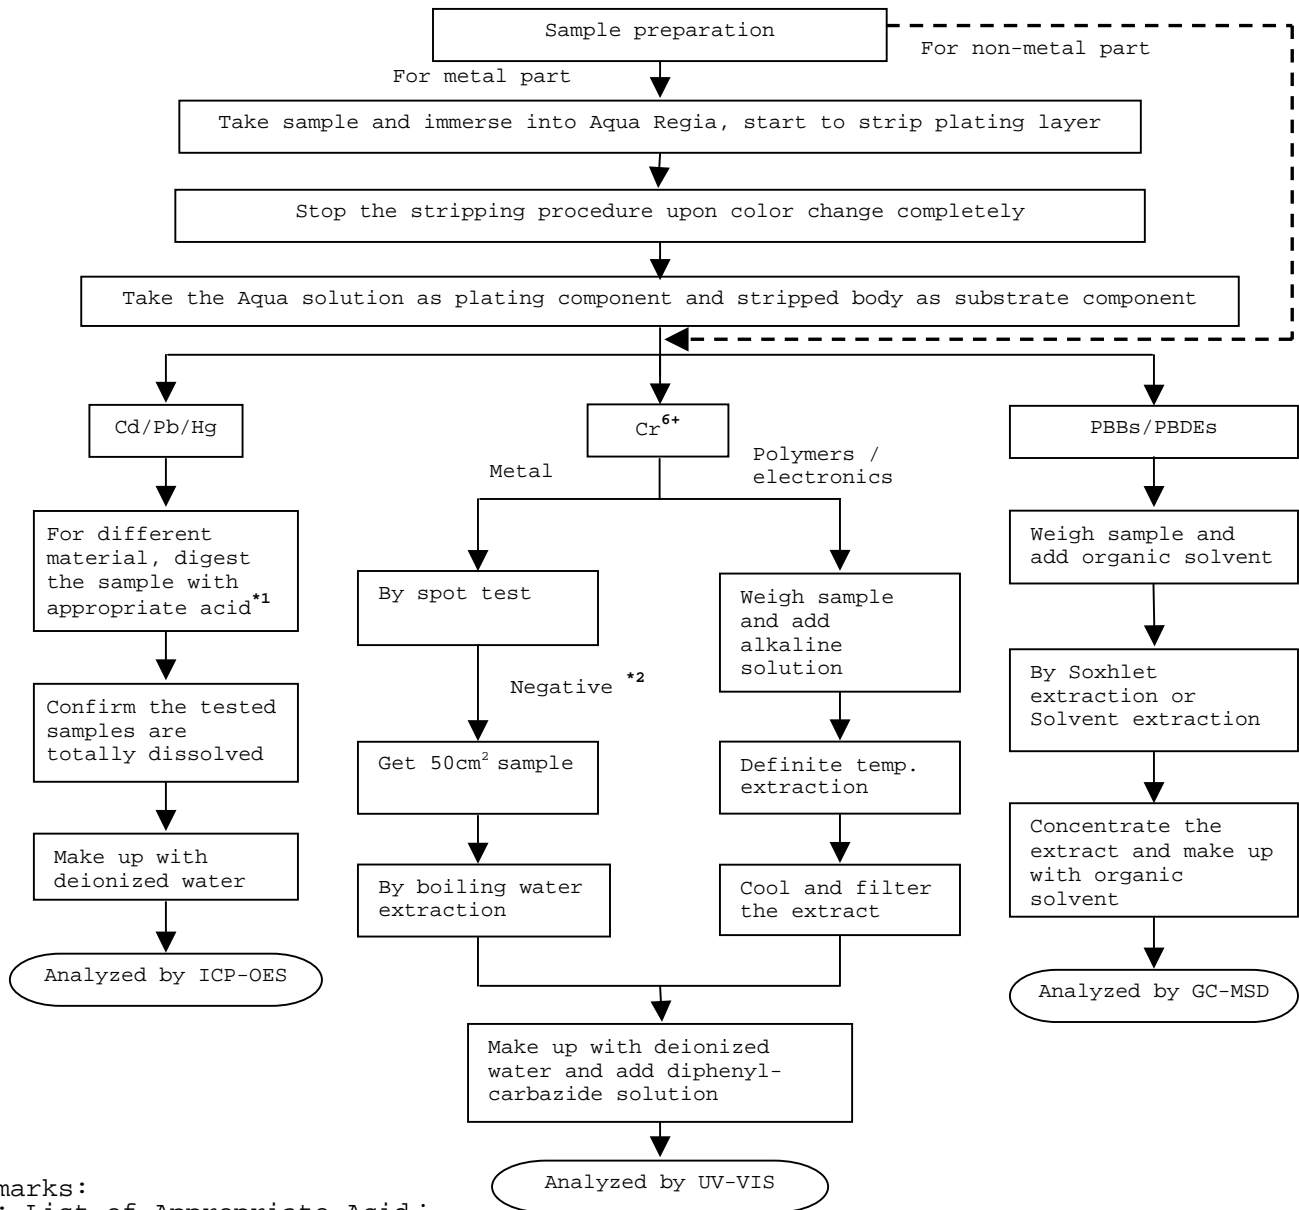 Sample preparation
For non-metal part
For metal part
Take sample and immerse into Aqua Regia, start to strip plating layer
Stop the stripping procedure upon color change completely
Take the Aqua solution as plating component and stripped body as substrate component
Cd/Pb/Hg
Cr6+
PBBs/PBDEs
Metal
Polymers /
electronics
For different
material, digest
the sample with
appropriate acid*1
Confirm the tested
samples are
totally dissolved
Make up with
deionized water
Analyzed by ICP-OES
By spot test
Negative *2
Get 50cm2 sample
By boiling water
extraction
Weigh sample
and add
alkaline
solution
Definite temp.
extraction
Cool and filter
the extract
Make up with deionized
water and add diphenyl-
carbazide solution
Analyzed by UV-VIS
Weigh sample and
add organic solvent
By Soxhlet
extraction or
Solvent extraction
Concentrate the
extract and make up
with organic
solvent
Analyzed by GC-MSD
marks:
: List of Appropriate Acid: